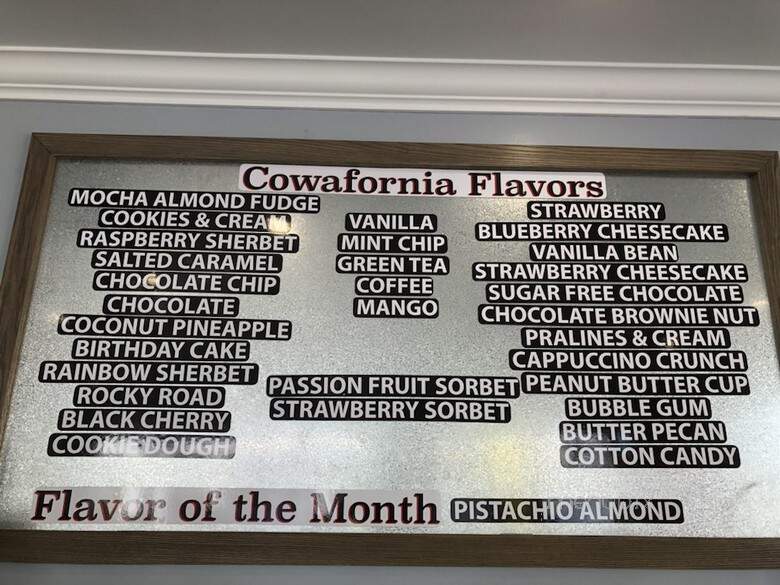 Cowafornia Flavors
MOCHA ALMOND FUDGE
COOKIES & CREAM
RASPBERRY SHERBET
SALTED CARAMEL
CHOCOLATE CHIP
CHOCOLATE
COCONUT PINEAPPLE
BIRTHDAY CAKE
RAINBOW SHERBET
ROCKY ROAD
BLACK CHERRY
COOKIE DOUGH
VANILLA
MINT CHIP
GREEN TEA
COFFEE
MANGO
PASSION FRUIT SORBET
STRAWBERRY SORBET
STRAWBERRY
BLUEBERRY CHEESECAKE
VANILLA BEAN
STRAWBERRY CHEESECAKE
SUGAR FREE CHOCOLATE
CHOCOLATE BROWNIE NUT
PRALINES & CREAM
CAPPUCCINO CRUNCH
PEANUT BUTTER CUP
BUBBLE GUM
BUTTER PECAN
COTTON CANDY
Flavor of the Month PISTACHIO ALMOND